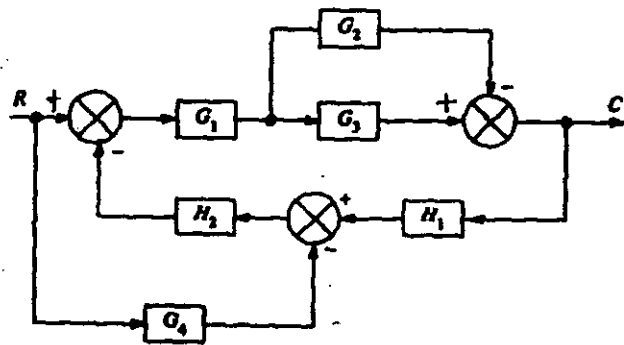 G₂
-
R
+
G₁
G₃
+
C
-
H₂
+
H₁
-
G₄